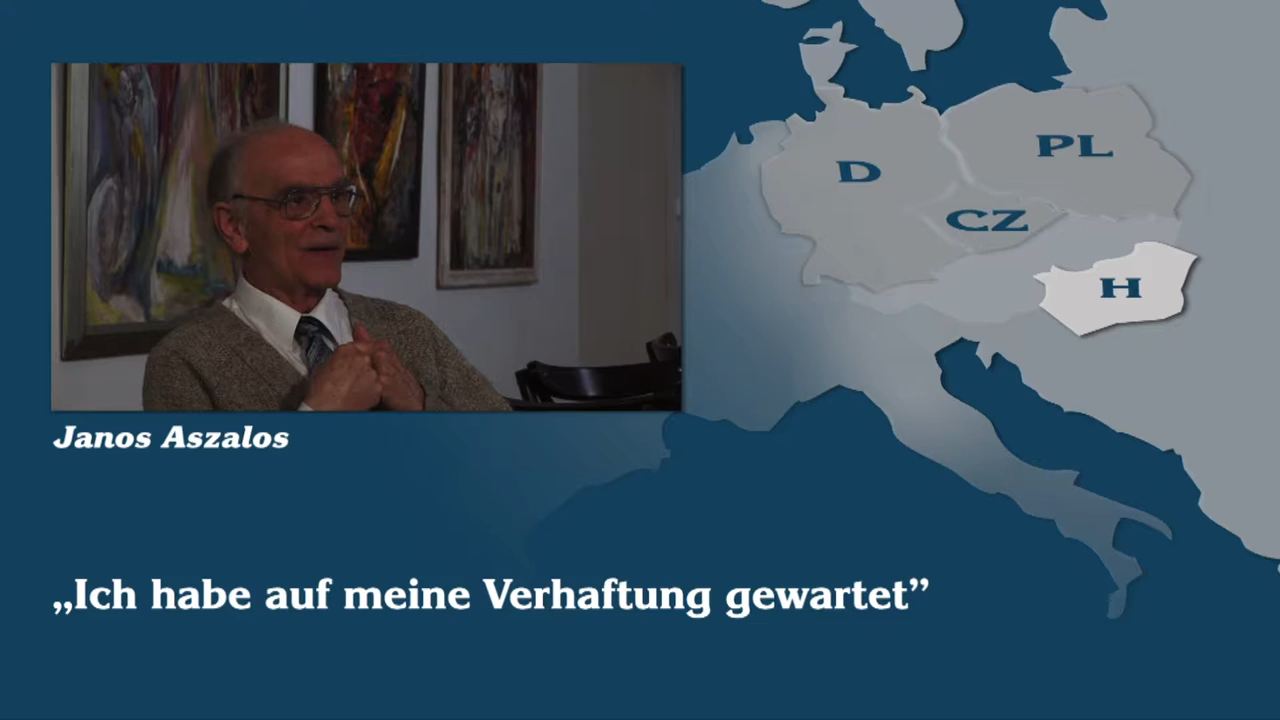 D
PL
CZ
H
Janos Aszalos
„Ich habe auf meine Verhaftung gewartet”